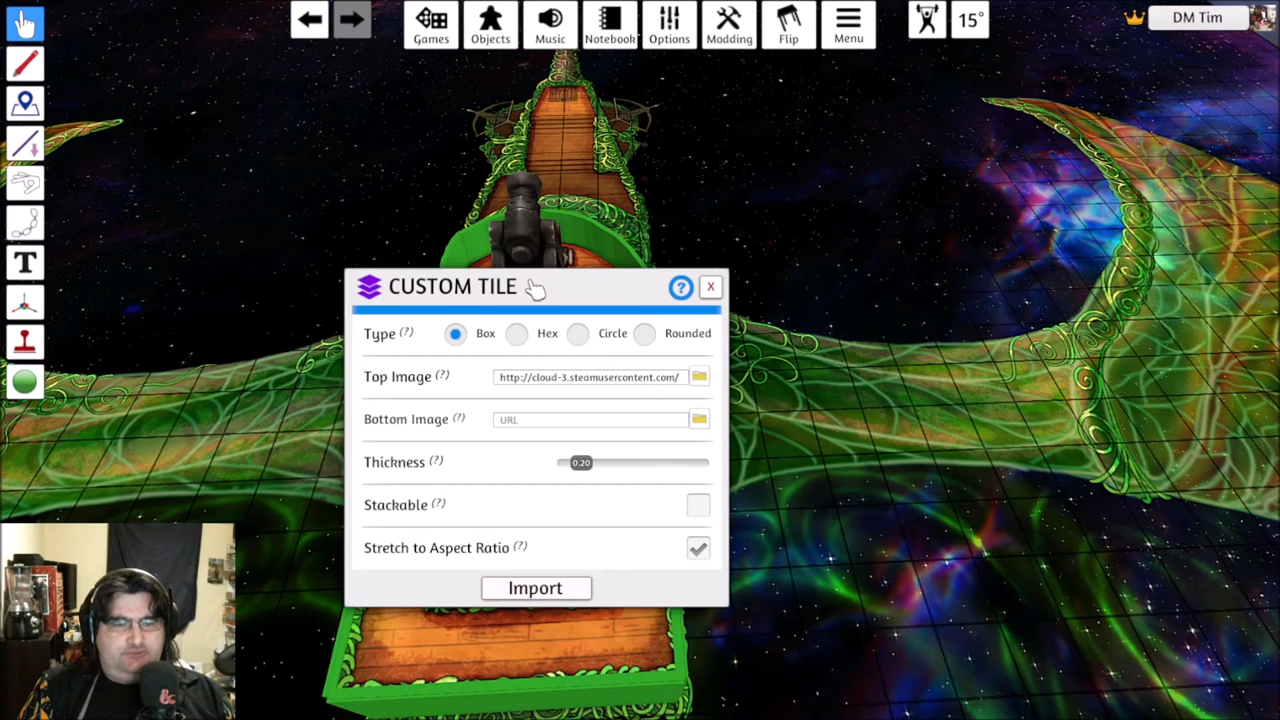 Games
Objects
Music
Notebook
Options
Modding
Flip
Menu
15°
DM Tim
T
CUSTOM TILE
?
X
Type (?)
Box
Hex
Circle
Rounded
Top Image (?)
http://cloud-3.steamusercontent.com/
Bottom Image (?)
URL
Thickness (?)
0.20
Stackable (?)
Stretch to Aspect Ratio (?)
Import